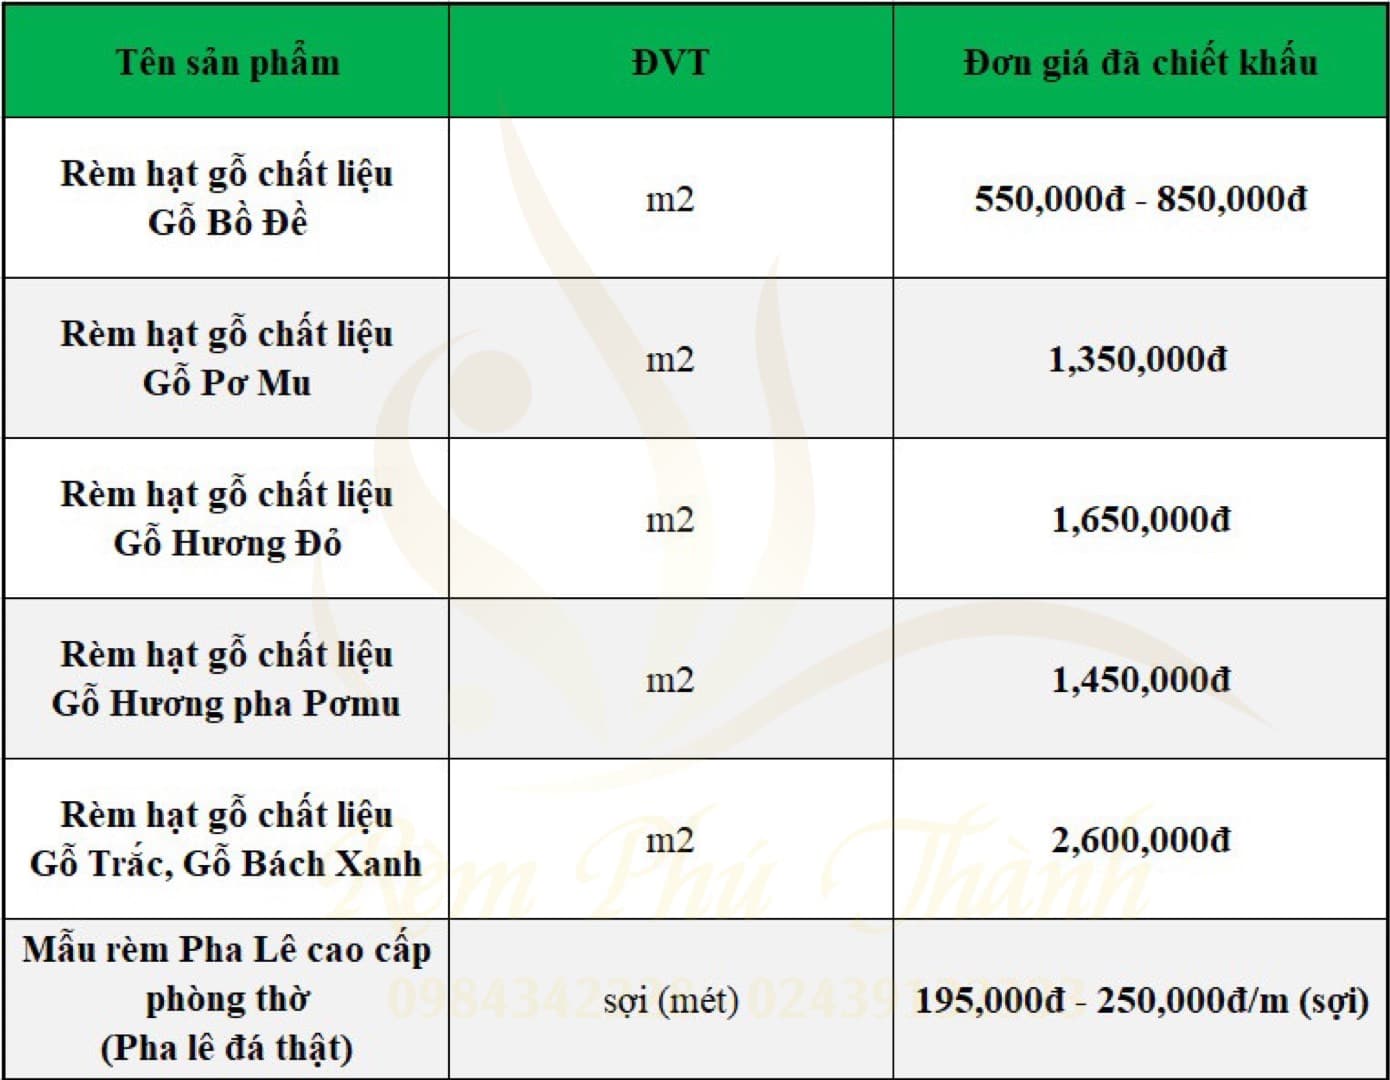 Tên sản phẩm
ĐVT
Đơn giá đã chiết khấu
Rèm hạt gỗ chất liệu
Gỗ Bồ Đề
m2
550,000đ - 850,000đ
Rèm hạt gỗ chất liệu
Gỗ Pơ Mu
m2
1,350,000đ
Rèm hạt gỗ chất liệu
Gỗ Hương Đỏ
m2
1,650,000đ
Rèm hạt gỗ chất liệu
Gỗ Hương pha Pơmu
m2
1,450,000đ
Rèm hạt gỗ chất liệu
Gỗ Trắc, Gỗ Bách Xanh
m2
2,600,000đ
Rèm Phú Thành
Mẫu rèm Pha Lê cao cấp
phòng thờ
(Pha lê đá thật)
sợi (mét)
195,000đ - 250,000đ/m (sợi)